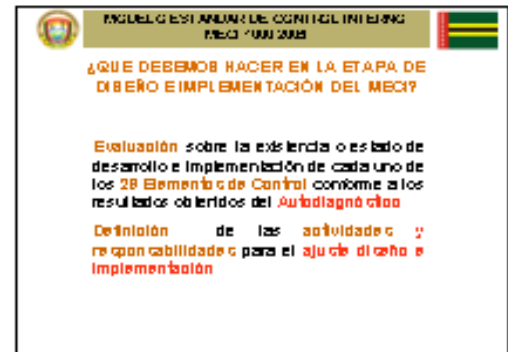 MODELO ESTANDAR DE CONTROL INTERNO
MECI 1000 2005
¿QUE DEBEMOS HACER EN LA ETAPA DE
DISEÑO E IMPLEMENTACIÓN DEL MECI?
Evaluación sobre la existencia o estado de
desarrollo e implementación de cada uno de
los 29 Elementos de Control conforme a los
resultados obtenidos del Autodiagnóstico
Definición de las actividades y
responsabilidades para el ajuste diseño e
implementación